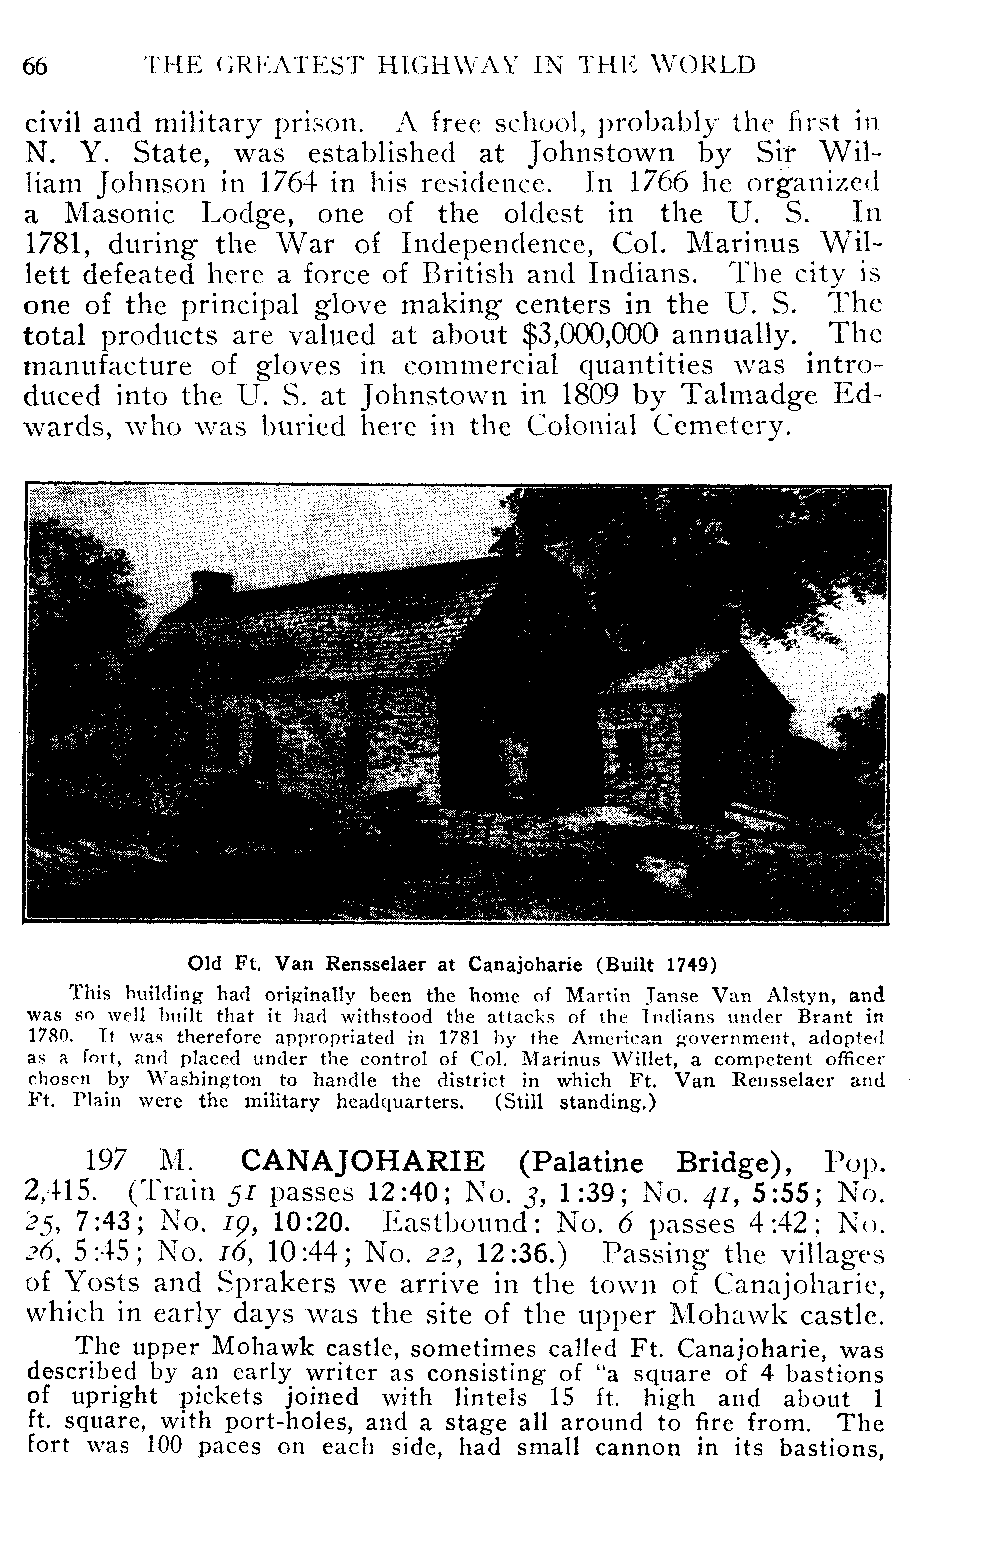 66 THE GREATEST HIGHWAY IN THE WORLD
civil and military prison. A free school, probably the first in
N. Y. State, was established at Johnstown by Sir Wil-
liam Johnson in 1764 in his residence. In 1766 he organized
a Masonic Lodge, one of the oldest in the U. S. In
1781, during the War of Independence, Col. Marinus Wil-
lett defeated here a force of British and Indians. The city is
one of the principal glove making centers in the U. S. The
total products are valued at about $3,000,000 annually. The
manufacture of gloves in commercial quantities was intro-
duced into the U. S. at Johnstown in 1809 by Talmadge Ed-
wards, who was buried here in the Colonial Cemetery.
Old Ft. Van Rensselaer at Canajoharie (Built 1749)
This building had originally been the home of Martin Janse Van Alstyn, and
was so well built that it had withstood the attacks of the Indians under Brant in
1780. It was therefore appropriated in 1781 by the American government, adopted
as a fort, and placed under the control of Col. Marinus Willet, a competent officer
chosen by Washington to handle the district in which Ft. Van Rensselaer and
Ft. Plain were the military headquarters. (Still standing.)
197 M. CANAJOHARIE (Palatine Bridge), Pop.
2,415. (Train 51 passes 12:40; No. 3, 1:39; No. 41, 5:55; No.
25, 7:43; No. 19, 10:20. Eastbound: No. 6 passes 4:42; No.
26, 5:45; No. 16, 10:44; No. 22, 12:36.) Passing the villages
of Yosts and Sprakers we arrive in the town of Canajoharie,
which in early days was the site of the upper Mohawk castle.
The upper Mohawk castle, sometimes called Ft. Canajoharie, was
described by an early writer as consisting of "a square of 4 bastions
of upright pickets joined with lintels 15 ft. high and about 1
ft. square, with port-holes, and a stage all around to fire from. The
fort was 100 paces on each side, had small cannon in its bastions,